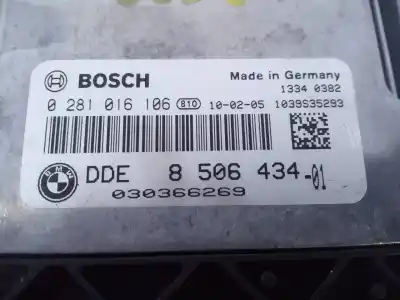 BOSCH
Made in Germany
1334 0382
0 281 016 106 810 10-02-05 1039S35293
BMW
DDE 8 506 434-01
030366269